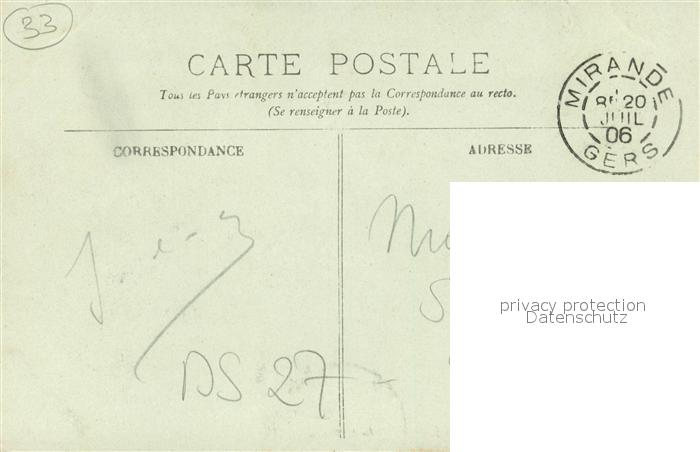 33
CARTE POSTALE
Tous les Pays étrangers n'acceptent pas la Correspondance au recto.
(Se renseigner à la Poste).
MIRANDE
20
JUIL
06
GERS
CORRESPONDANCE
ADRESSE
privacy protection
Datenschutz
DS 27